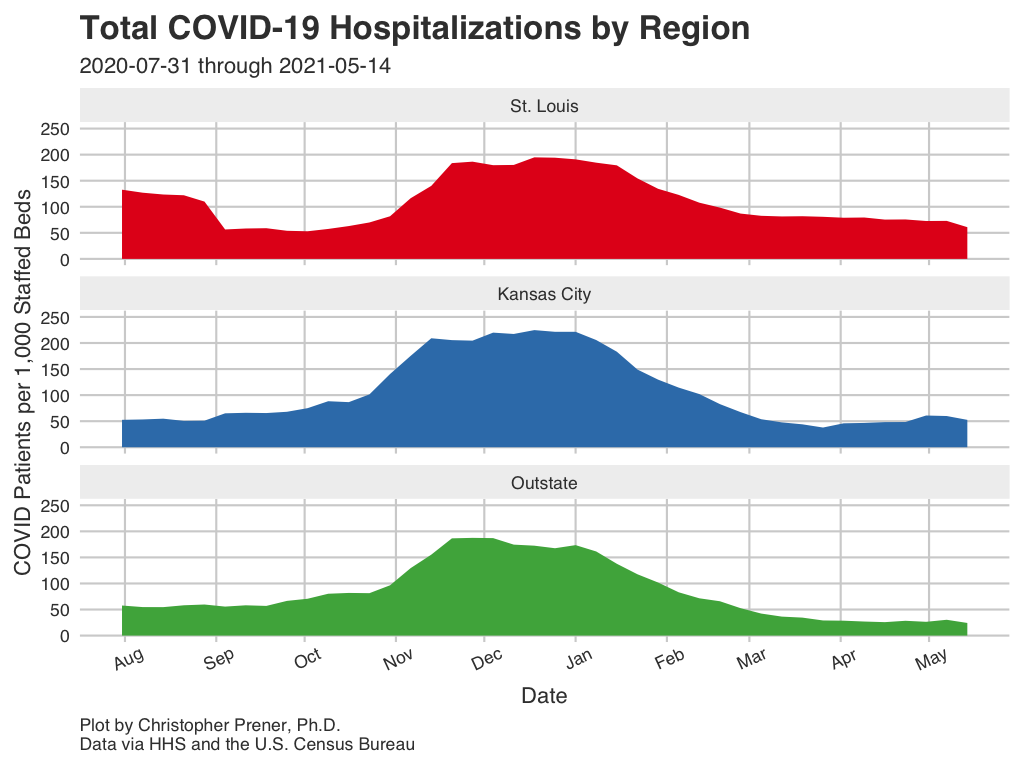 Total COVID-19 Hospitalizations by Region
2020-07-31 through 2021-05-14
COVID Patients per 1,000 Staffed Beds
St. Louis
250
200
150
100
50
0
Kansas City
250
200
150
100
50
0
Outstate
250
200
150
100
50
0
Aug Sep Oct Nov Dec Jan Feb Mar Apr May
Date
Plot by Christopher Prener, Ph.D.
Data via HHS and the U.S. Census Bureau